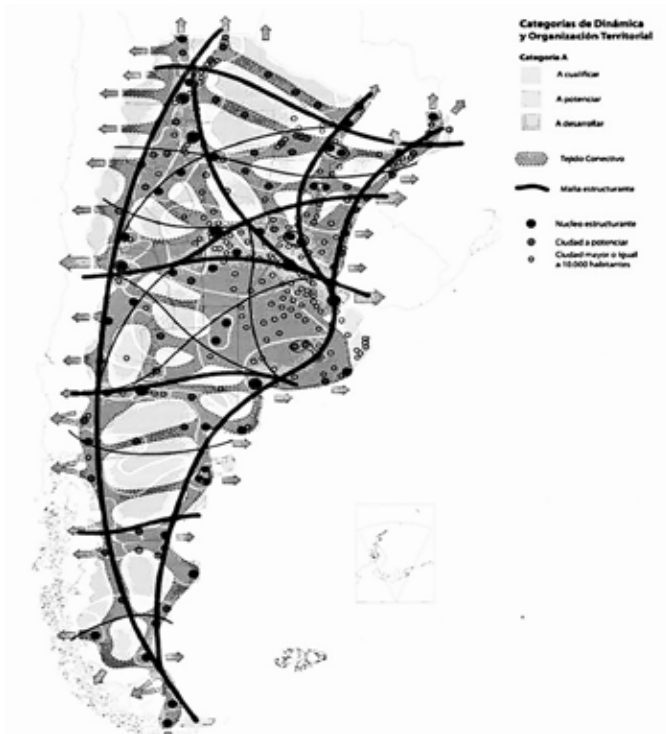 Categorías de Dinámica
y Organización Territorial
Categoría A
A cualificar
A potenciar
A desarrollar
Tejido Conectivo
Malla estructurante
Nucleo estructurante
Ciudad a potenciar
Ciudad mayor o igual
a 10.000 habitantes